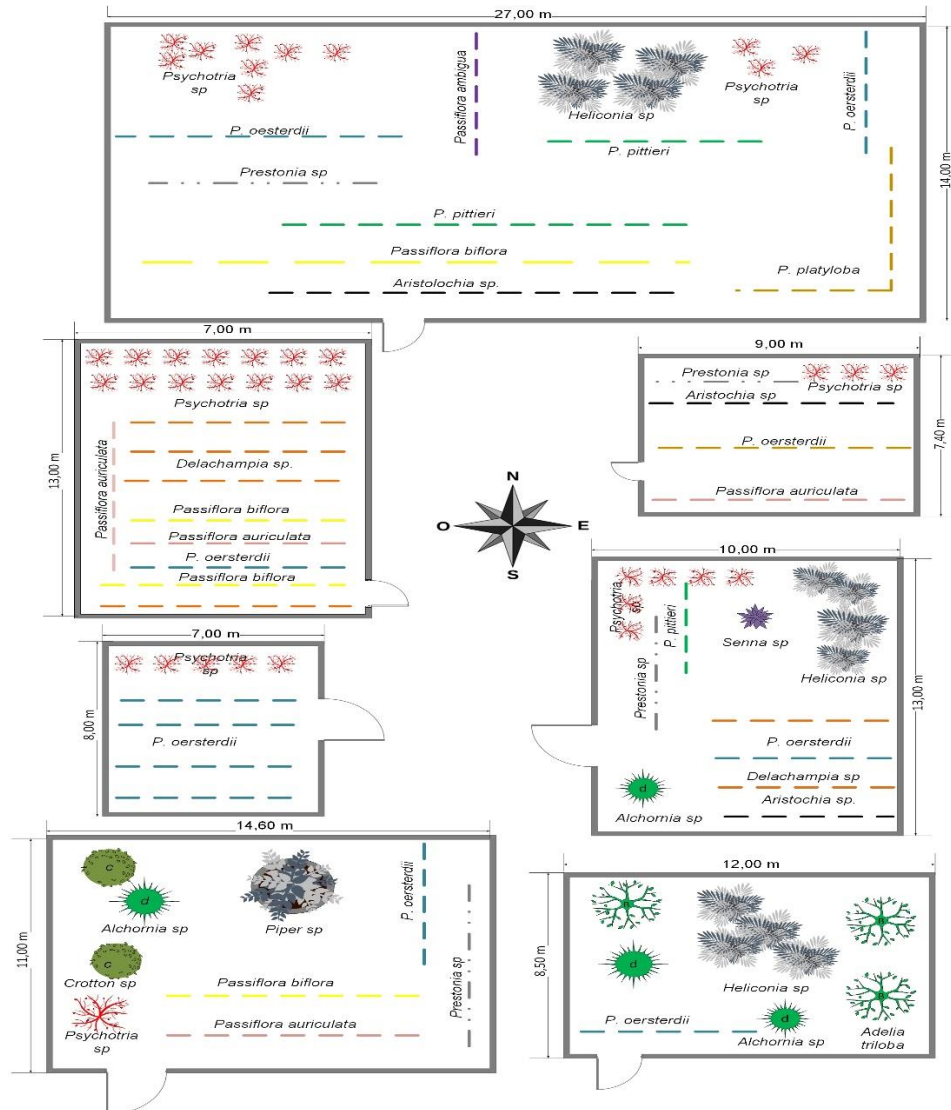 27,00 m
14,00 m
Psychotria
sp
Passiflora ambigua
Heliconia sp
Psychotria
sp
P. oersterdii
P. oesterdii
P. pittieri
Prestonia sp
P. pittieri
Passiflora biflora
P. platyloba
Aristolochia sp.
7,00 m
13,00 m
Psychotria sp
Passiflora auriculata
Delachampia sp.
Passiflora biflora
Passiflora auriculata
P. oersterdii
Passiflora biflora
9,00 m
7,40 m
Prestonia sp
Psychotria sp
Aristochia sp
P. oersterdii
Passiflora auriculata
N
O
E
S
10,00 m
13,00 m
Psychotria
sp
P. pittieri
Senna sp
Prestonia sp
Heliconia sp
P. oersterdii
Delachampia sp
d
Aristochia sp.
Alchornia sp
7,00 m
8,00 m
Psychotria
sp
P. oersterdii
14,60 m
11,00 m
c
d
Alchornia sp
Piper sp
P. oersterdii
c
Crotton sp
Prestonia sp
Passiflora biflora
Passiflora auriculata
Psychotria
sp
12,00 m
8,50 m
n
n
d
Heliconia sp
n
P. oersterdii
d
Alchornia sp
Adelia
triloba